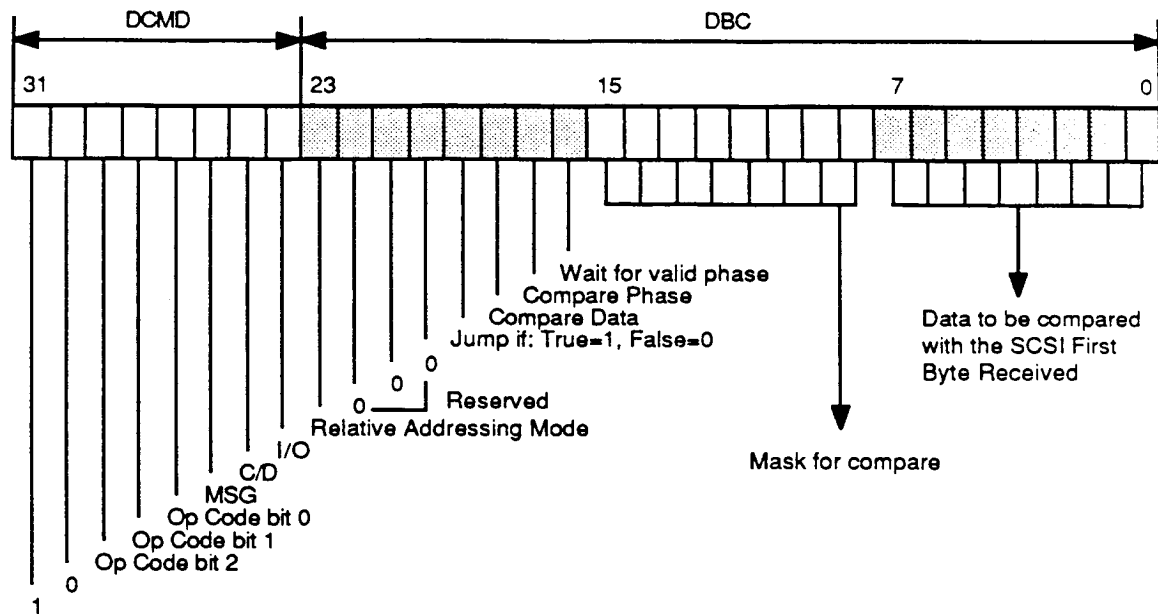 DCMD
DBC
31
23
15
7
0
Wait for valid phase
Compare Phase
Compare Data
Jump if: True=1, False=0
0
0
0
Reserved
Relative Addressing Mode
I/O
C/D
MSG
Op Code bit 0
Op Code bit 1
Op Code bit 2
0
1
Data to be compared
with the SCSI First
Byte Received
Mask for compare